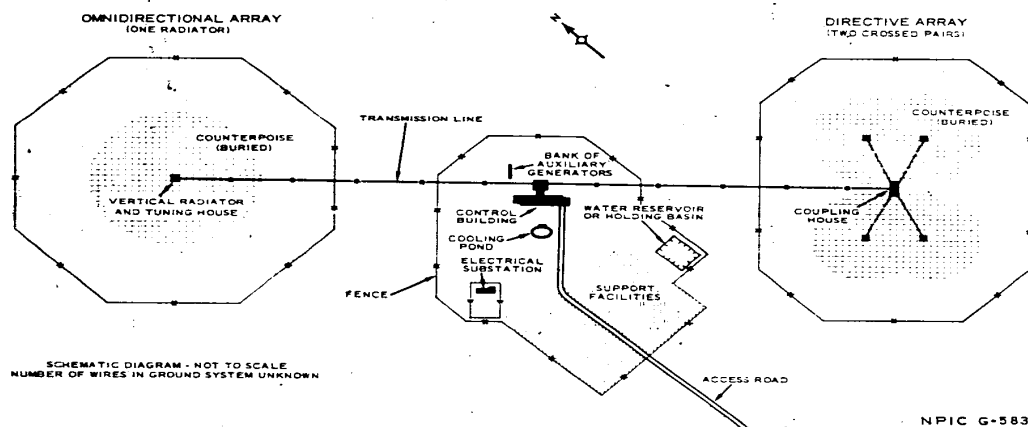 OMNIDIRECTIONAL ARRAY
(ONE RADIATOR)
N
DIRECTIVE ARRAY
(TWO CROSSED PAIRS)
COUNTERPOISE
(BURIED)
TRANSMISSION LINE
BANK OF
AUXILIARY
GENERATORS
COUNTERPOISE
(BURIED)
VERTICAL RADIATOR
AND TUNING HOUSE
CONTROL
BUILDING
WATER RESERVOIR
OR HOLDING BASIN
COUPLING
HOUSE
COOLING
POND
ELECTRICAL
SUBSTATION
FENCE
SUPPORT
FACILITIES
SCHEMATIC DIAGRAM - NOT TO SCALE
NUMBER OF WIRES IN GROUND SYSTEM UNKNOWN
ACCESS ROAD
NPIC G-583